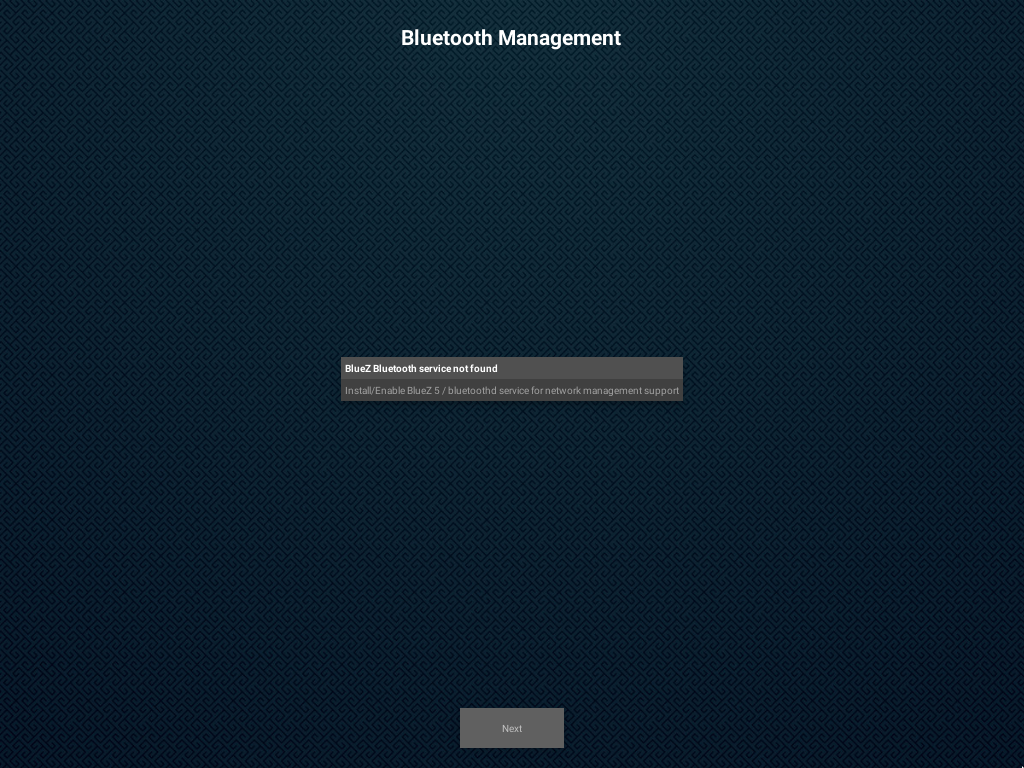 Bluetooth Management
BlueZ Bluetooth service not found
Install/Enable BlueZ 5 / bluetoothd service for network management support
Next